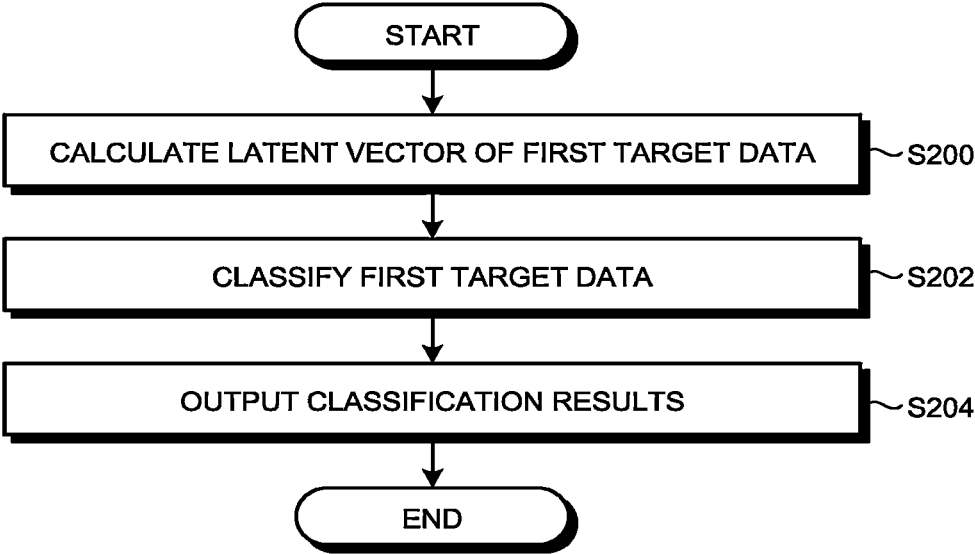 START
CALCULATE LATENT VECTOR OF FIRST TARGET DATA
S200
CLASSIFY FIRST TARGET DATA
S202
OUTPUT CLASSIFICATION RESULTS
S204
END